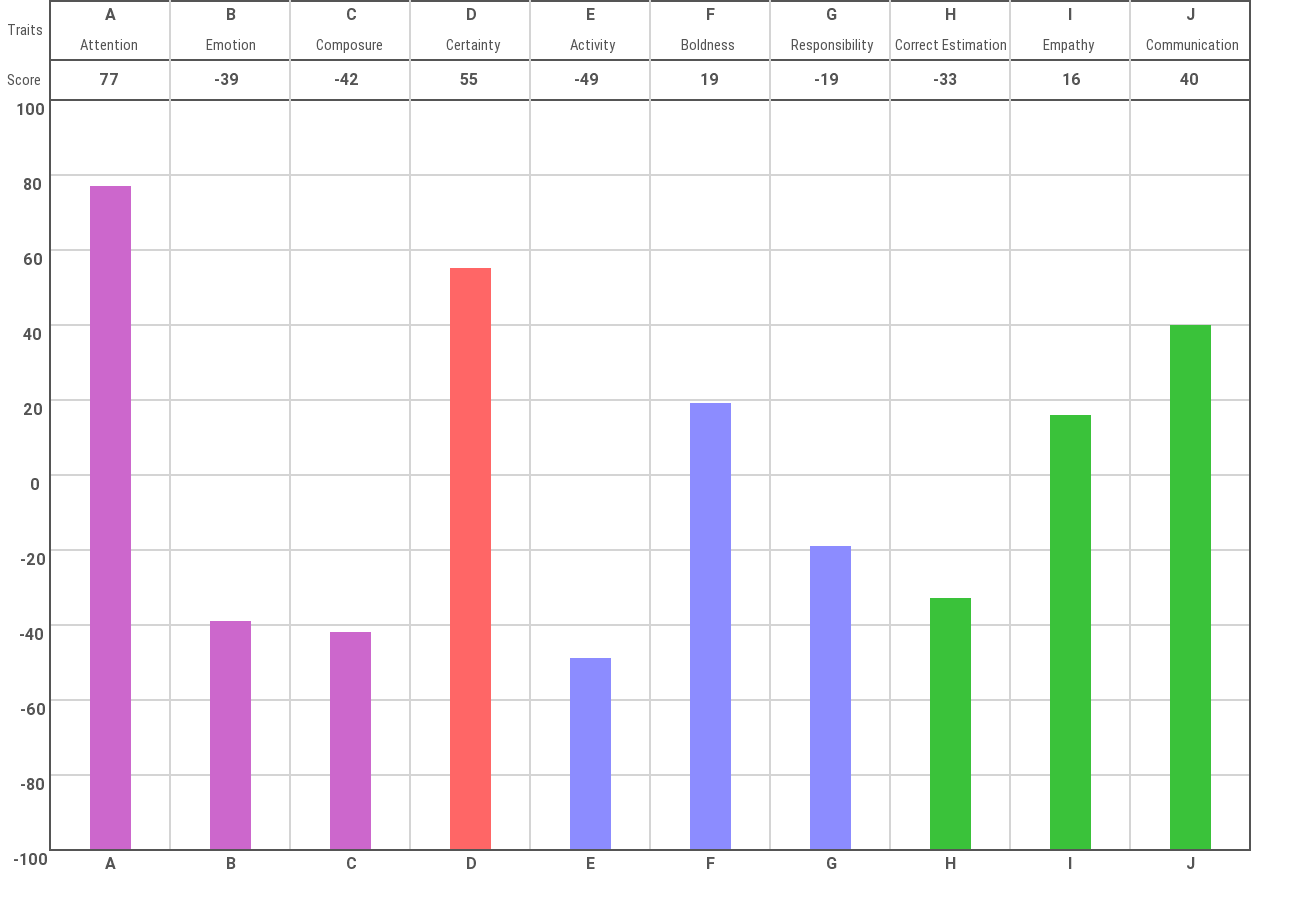 A B C D E F G H I J
Traits
Attention Emotion Composure Certainty Activity Boldness Responsibility Correct Estimation Empathy Communication
Score 77 -39 -42 55 -49 19 -19 -33 16 40
100
80
60
40
20
0
-20
-40
-60
-80
-100
A B C D E F G H I J